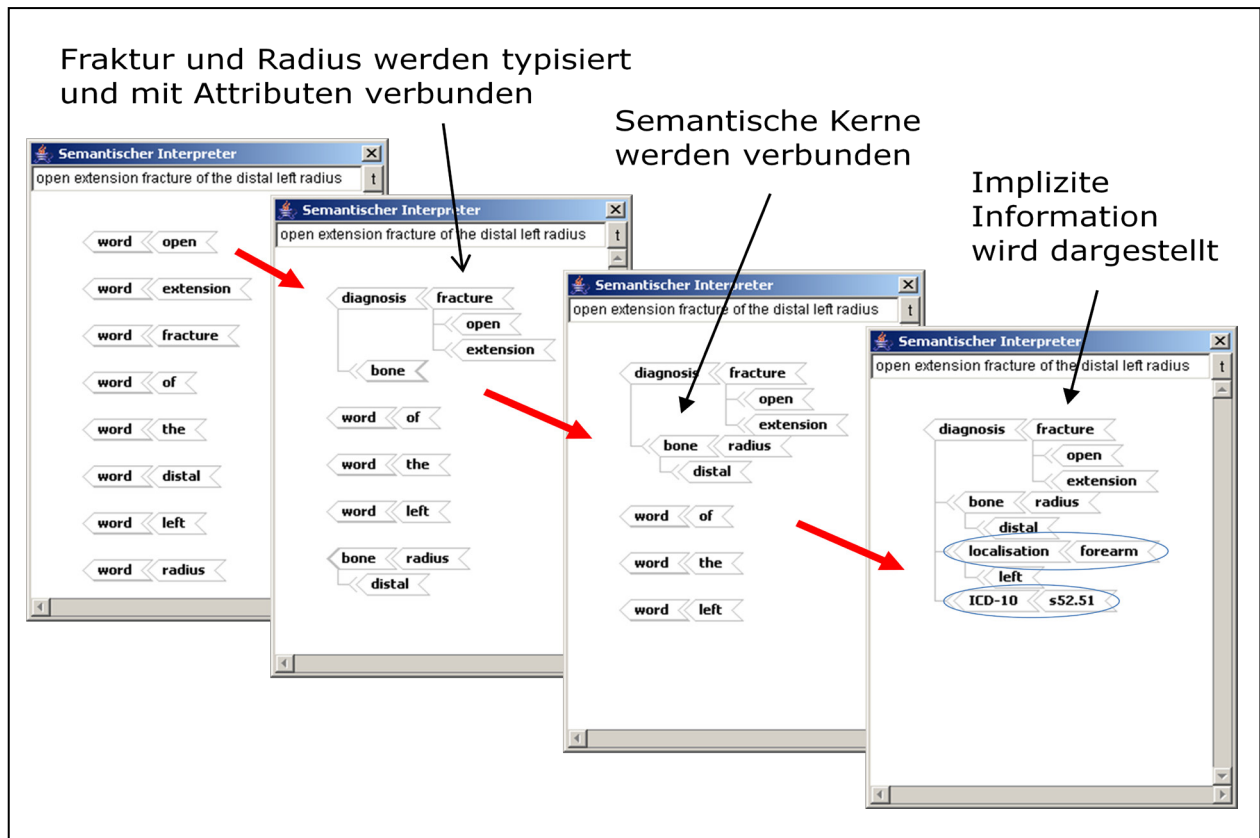 Fraktur und Radius werden typisiert
und mit Attributen verbunden
Semantische Kerne
werden verbunden
Implizite
Information
wird dargestellt
Semantischer Interpreter
open extension fracture of the distal left radius t
word open
word extension
word fracture
word of
word the
word distal
word left
word radius
Semantischer Interpreter
open extension fracture of the distal left radius t
diagnosis fracture
open
extension
bone
word of
word the
word left
bone radius
distal
Semantischer Interpreter
open extension fracture of the distal left radius t
diagnosis fracture
open
extension
bone radius
distal
word of
word the
word left
Semantischer Interpreter
open extension fracture of the distal left radius t
diagnosis fracture
open
extension
bone radius
distal
localisation forearm
left
ICD-10 s52.51